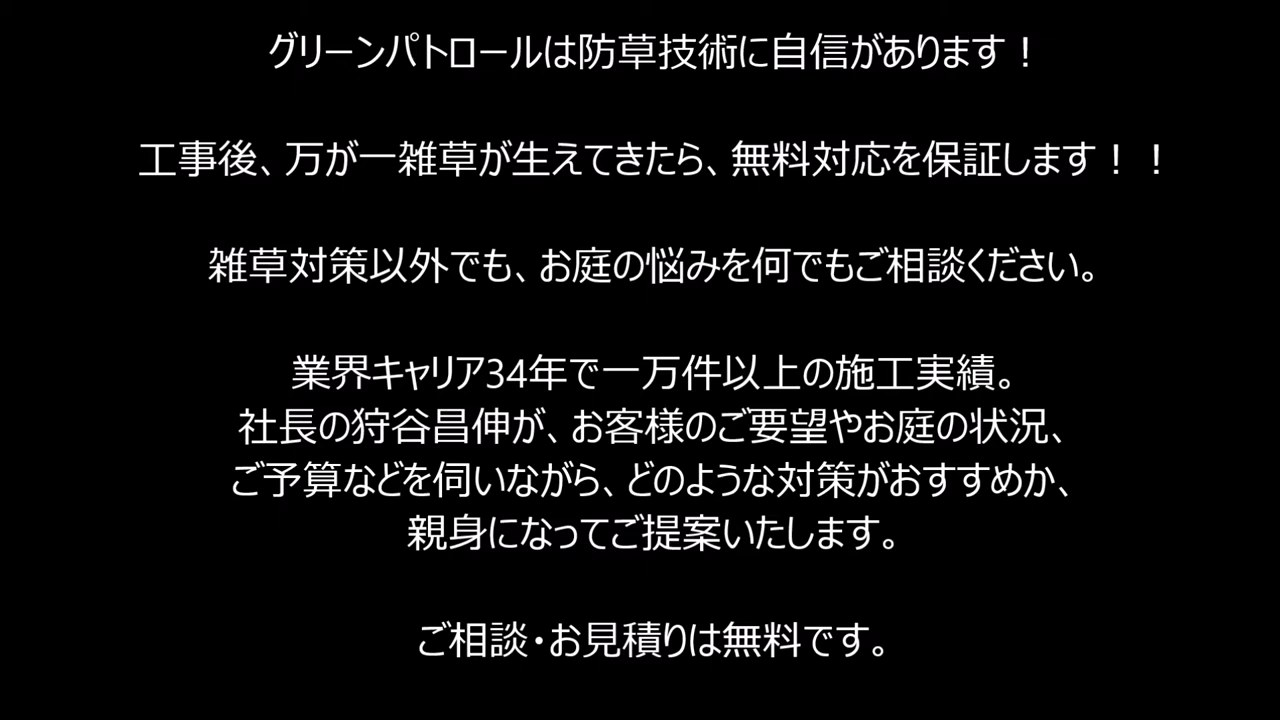 グリーンパトロールは防草技術に自信があります！
工事後、万が一雑草が生えてきたら、無料対応を保証します！！
雑草対策以外でも、お庭の悩みを何でもご相談ください。
業界キャリア34年で一万件以上の施工実績。
社長の狩谷昌伸が、お客様のご要望やお庭の状況、
ご予算などを伺いながら、どのような対策がおすすめか、
親身になってご提案いたします。
ご相談・お見積りは無料です。